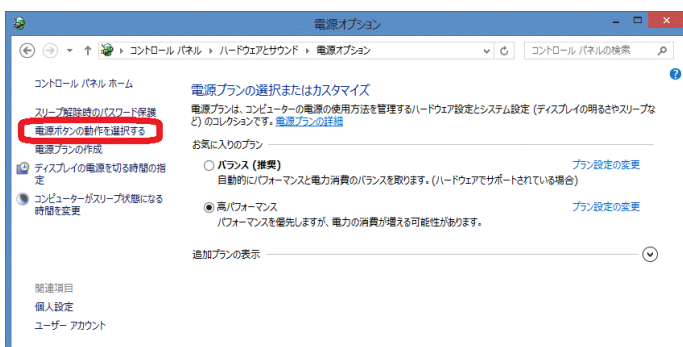 電源オプション
コントロール パネル ▸ ハードウェアとサウンド ▸ 電源オプション
コントロール パネルの検索
コントロール パネル ホーム
スリープ解除時のパスワード保護
電源ボタンの動作を選択する
電源プランの作成
ディスプレイの電源を切る時間の指
定
コンピューターがスリープ状態になる
時間を変更
関連項目
個人設定
ユーザー アカウント
電源プランの選択またはカスタマイズ
電源プランは、コンピューターの電源の使用方法を管理するハードウェア設定とシステム設定 (ディスプレイの明るさやスリープな
ど) のコレクションです。電源プランの詳細
お気に入りのプラン
バランス (推奨) プラン設定の変更
自動的にパフォーマンスと電力消費のバランスを取ります。(ハードウェアでサポートされている場合)
高パフォーマンス プラン設定の変更
パフォーマンスを優先しますが、電力の消費が増える可能性があります。
追加プランの表示